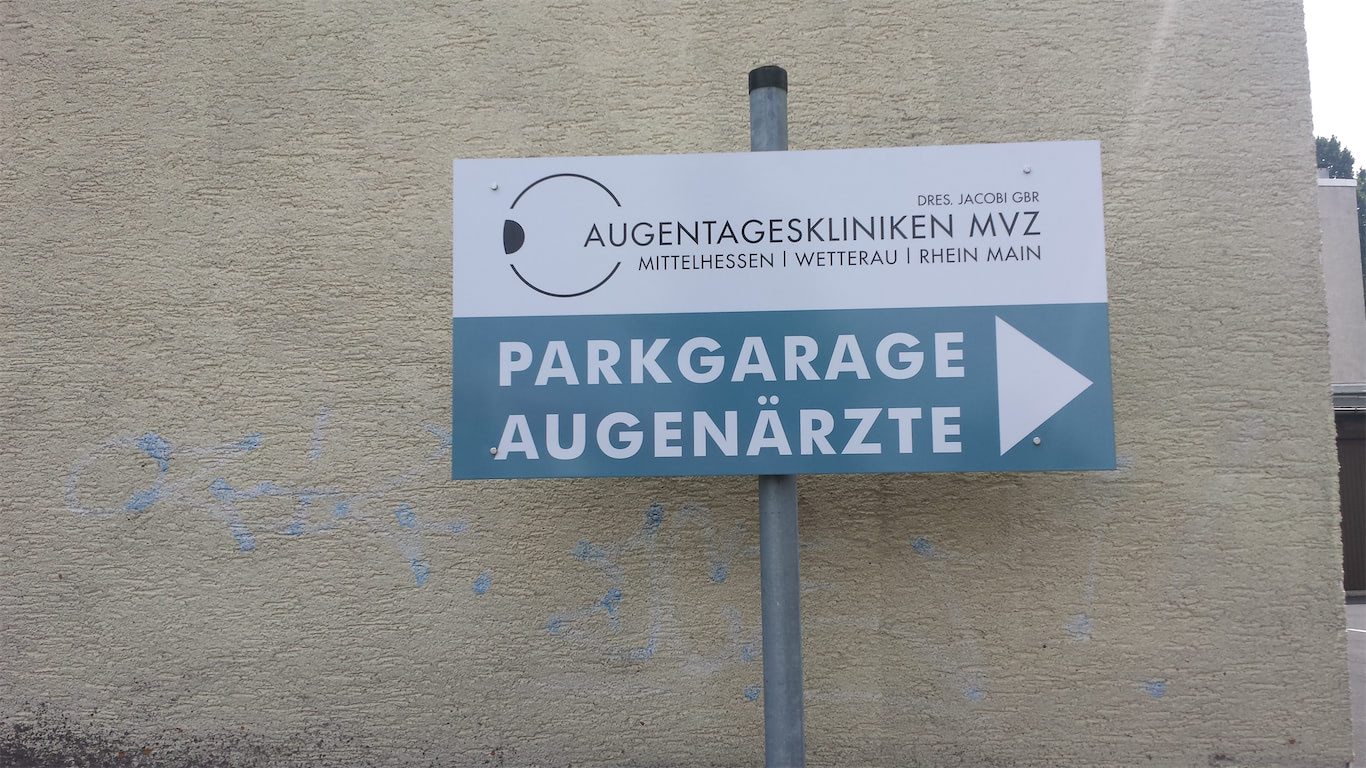 DRES. JACOBI GBR
AUGENTAGESKLINIKEN MVZ
MITTELHESSEN | WETTERAU | RHEIN MAIN
PARKGARAGE
AUGENÄRZTE